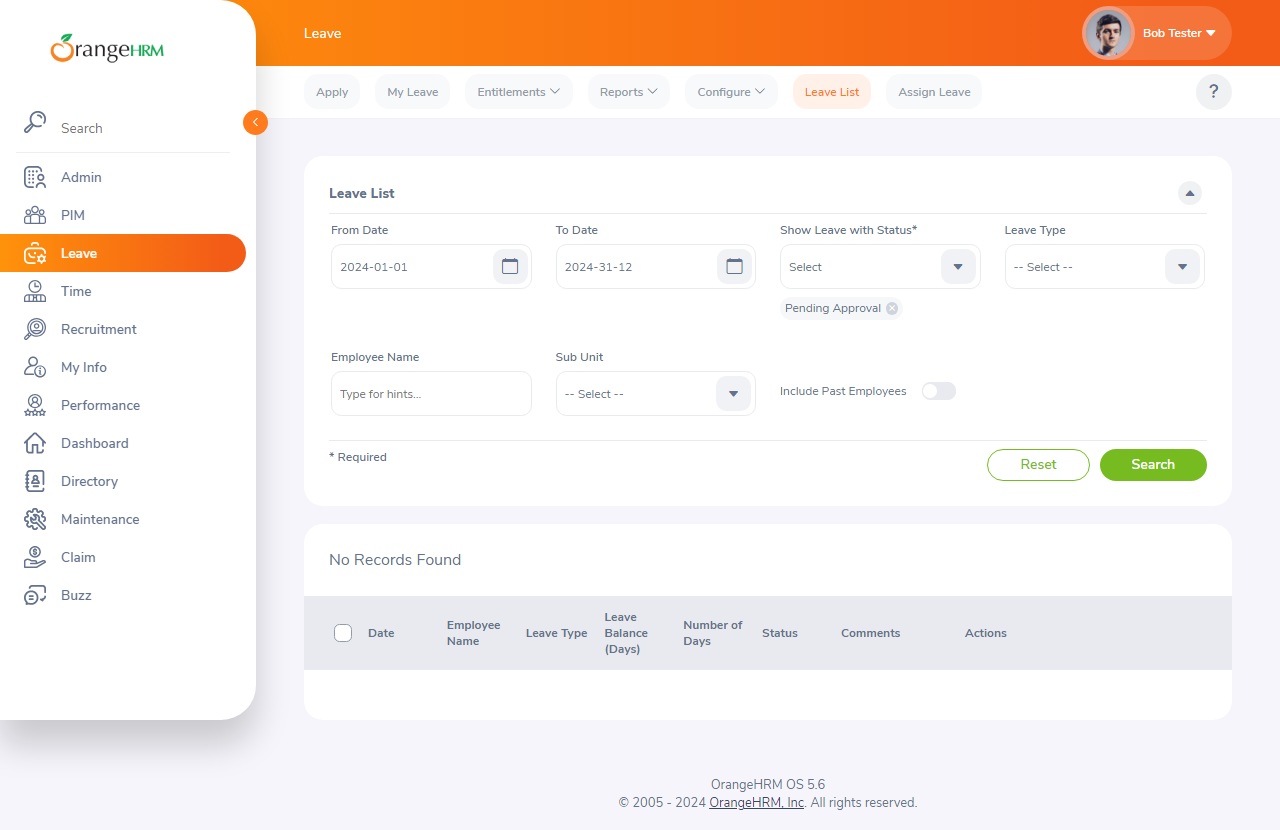 OrangeHRM
Leave
Bob Tester
Apply
My Leave
Entitlements
Reports
Configure
Leave List
Assign Leave
?
Search
Admin
PIM
Leave
Time
Recruitment
My Info
Performance
Dashboard
Directory
Maintenance
Claim
Buzz
Leave List
From Date
To Date
Show Leave with Status*
Leave Type
2024-01-01
2024-31-12
Select
-- Select --
Pending Approval
Employee Name
Sub Unit
Type for hints...
-- Select --
Include Past Employees
* Required
Reset
Search
No Records Found
Date
Employee
Name
Leave Type
Leave
Balance
(Days)
Number of
Days
Status
Comments
Actions
OrangeHRM OS 5.6
© 2005 - 2024 OrangeHRM, Inc. All rights reserved.